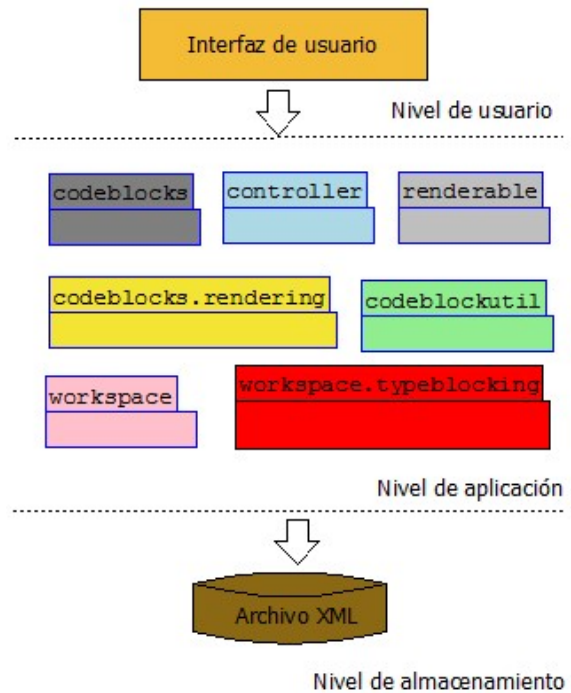 Interfaz de usuario
Nivel de usuario
codeblocks
controller
renderable
codeblocks.rendering
codeblockutil
workspace
workspace.typeblocking
Nivel de aplicación
Archivo XML
Nivel de almacenamiento